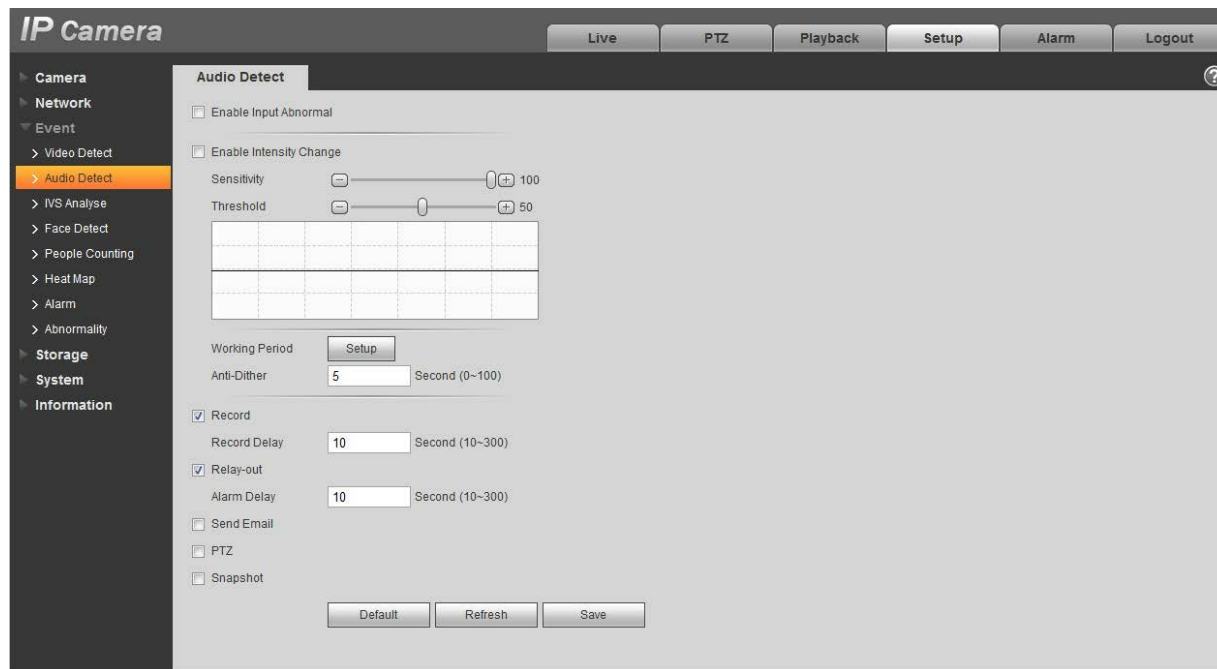 IP Camera
Live
PTZ
Playback
Setup
Alarm
Logout
Camera
Network
Event
Video Detect
Audio Detect
IVS Analyse
Face Detect
People Counting
Heat Map
Alarm
Abnormality
Storage
System
Information
Audio Detect
?
Enable Input Abnormal
Enable Intensity Change
Sensitivity 100
Threshold 50
Working Period Setup
Anti-Dither 5 Second (0~100)
Record
Record Delay 10 Second (10~300)
Relay-out
Alarm Delay 10 Second (10~300)
Send Email
PTZ
Snapshot
Default Refresh Save